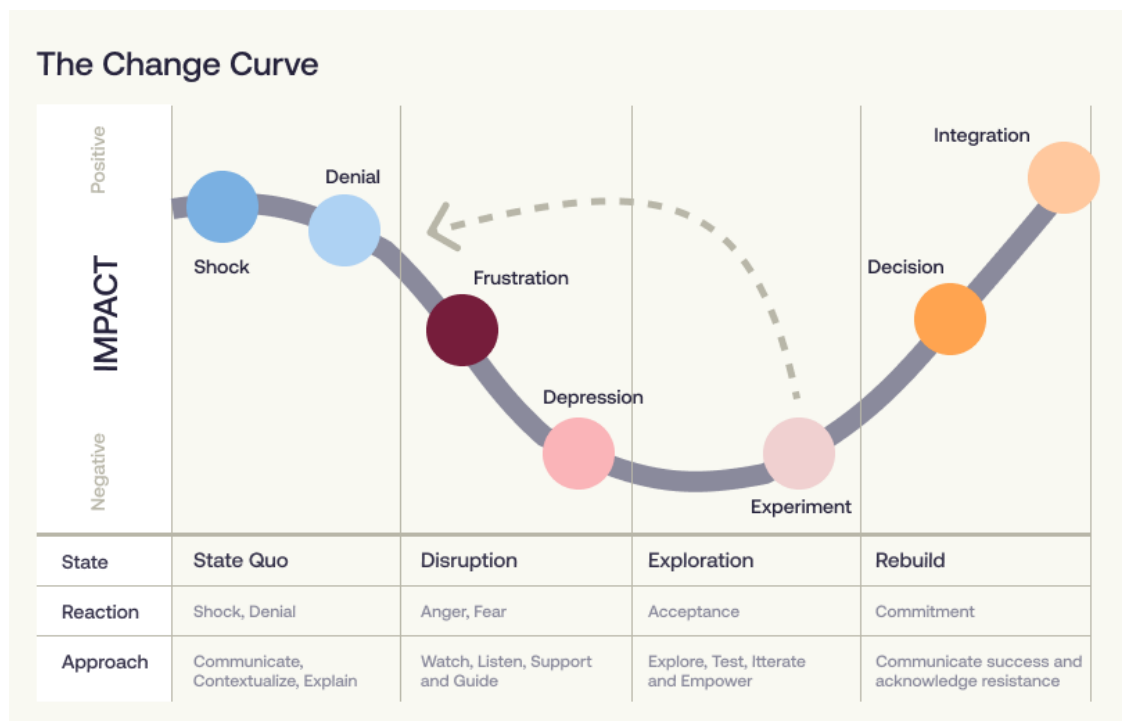 The Change Curve
Positive
IMPACT
Negative
Shock
Denial
Frustration
Depression
Experiment
Decision
Integration
State
State Quo
Disruption
Exploration
Rebuild
Reaction
Shock, Denial
Anger, Fear
Acceptance
Commitment
Approach
Communicate,
Contextualize, Explain
Watch, Listen, Support
and Guide
Explore, Test, Itterate
and Empower
Communicate success and
acknowledge resistance